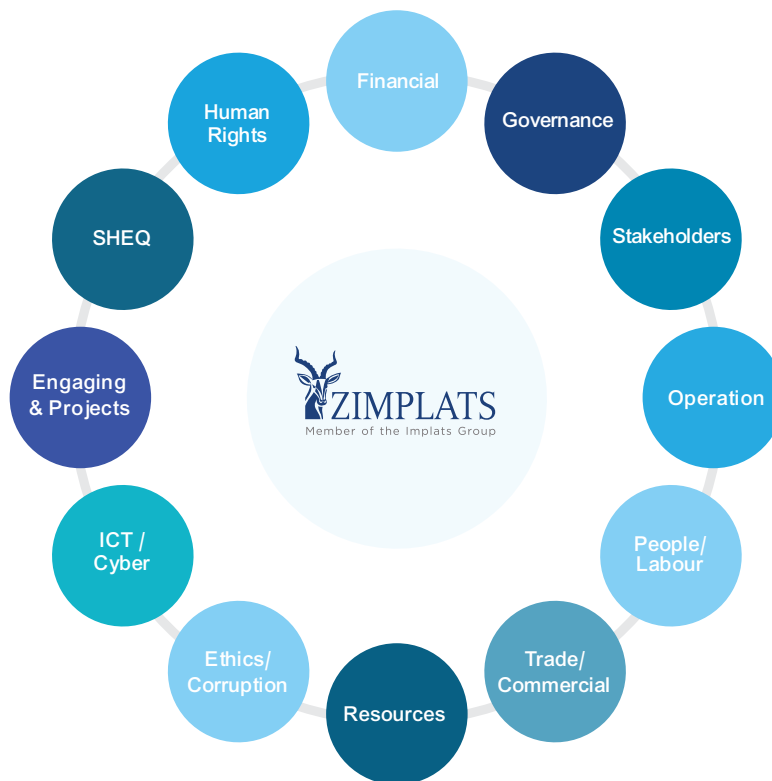 Financial
Governance
Stakeholders
Operation
People/
Labour
Trade/
Commercial
Resources
Ethics/
Corruption
ICT /
Cyber
Engaging
& Projects
SHEQ
Human
Rights
ZIMPLATS
Member of the Implats Group